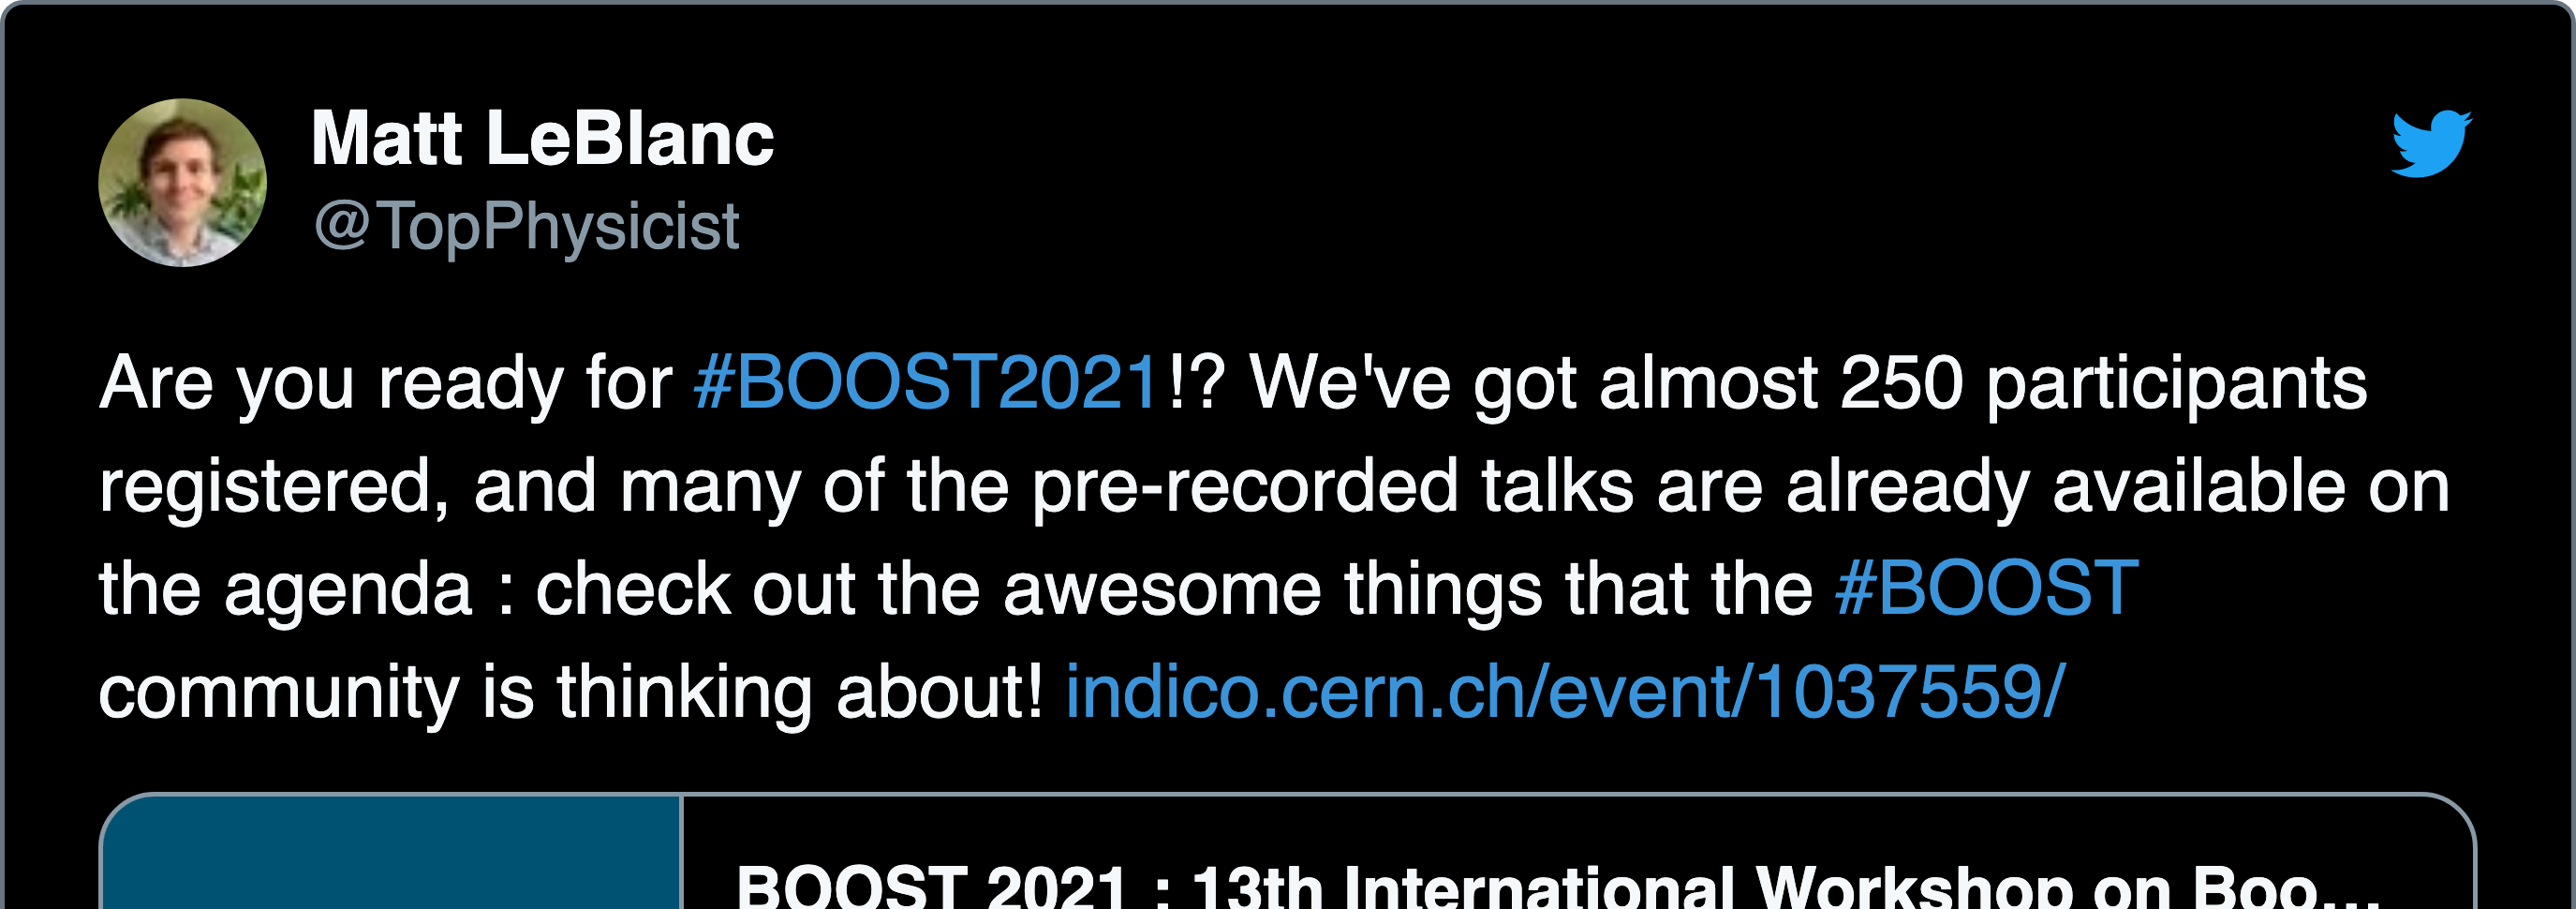 Matt LeBlanc
@TopPhysicist
Are you ready for #BOOST2021!? We've got almost 250 participants
registered, and many of the pre-recorded talks are already available on
the agenda : check out the awesome things that the #BOOST
community is thinking about! indico.cern.ch/event/1037559/
BOOST 2021 : 13th International Workshop on Boo...